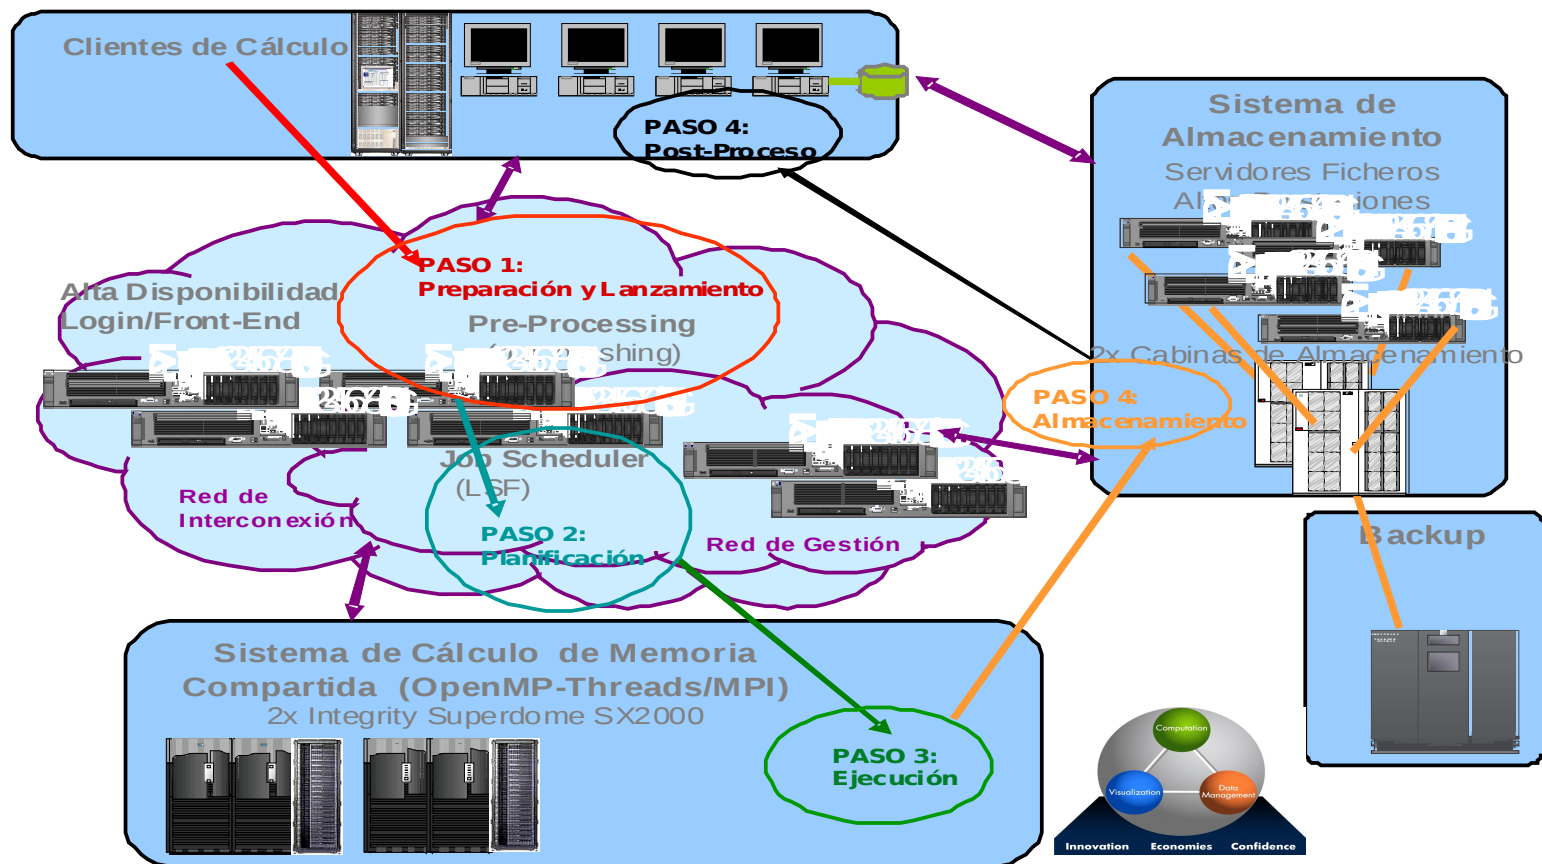 Clientes de Cálculo
PASO 4:
Post-Proceso
Sistema de
Almacenamiento
Servidores Ficheros
PASO 1:
Preparación y Lanzamiento
Alta Disponibilidad
Login/Front-End
Pre-Processing
2x Cabinas de Almacenamiento
PASO 4:
Almacenamiento
Job Scheduler
(LSF)
Red de
Interconexión
PASO 2:
Planificación
Red de Gestión
Backup
Sistema de Cálculo de Memoria
Compartida (OpenMP-Threads/MPI)
2x Integrity Superdome SX2000
PASO 3:
Ejecución
Computation
Visualization
Data
Management
Innovation Economies Confidence